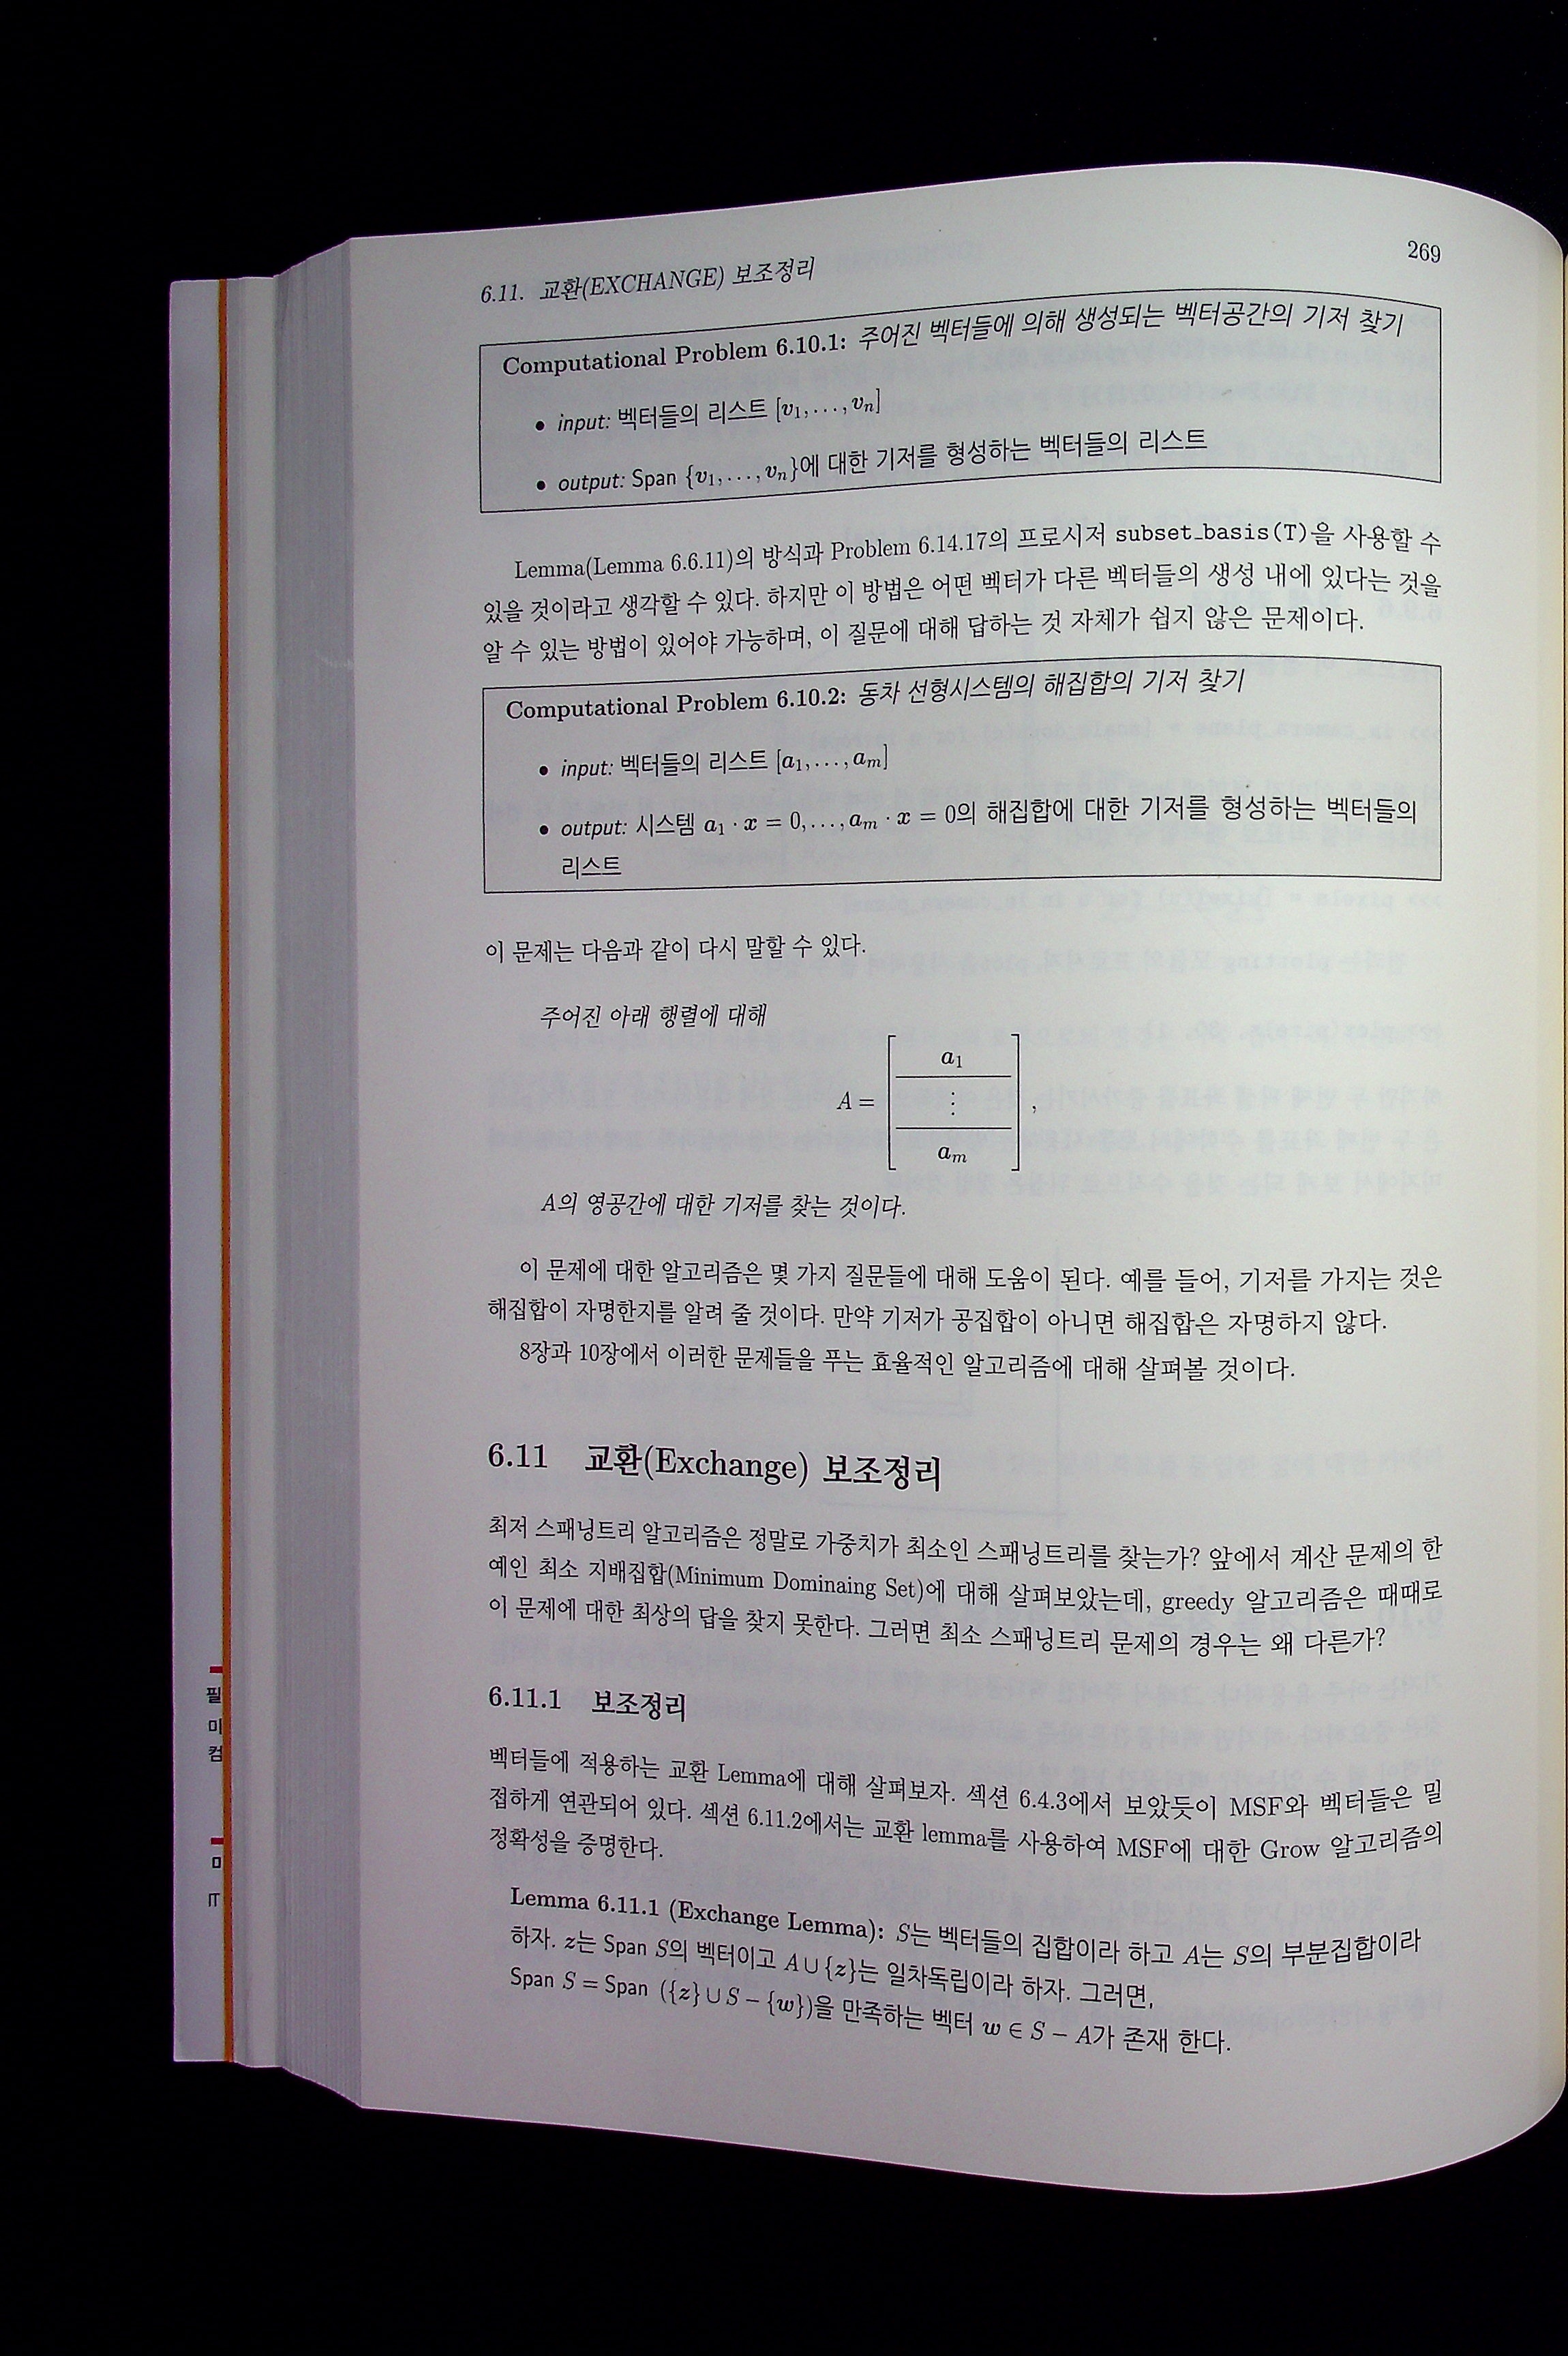 6.11. 교환(EXCHANGE) 보조정리
269
Computational Problem 6.10.1: 주어진 벡터들에 의해 생성되는 벡터공간의 기저 찾기
• input: 벡터들의 리스트 [v₁, . . . , vₙ]
• output: Span {v₁, . . . , vₙ}에 대한 기저를 형성하는 벡터들의 리스트
Lemma(Lemma 6.6.11)의 방식과 Problem 6.14.17의 프로시저 subset_basis(T)을 사용할 수
있을 것이라고 생각할 수 있다. 하지만 이 방법은 어떤 벡터가 다른 벡터들의 생성 내에 있다는 것을
알 수 있는 방법이 있어야 가능하며, 이 질문에 대해 답하는 것 자체가 쉽지 않은 문제이다.
Computational Problem 6.10.2: 동차 선형시스템의 해집합의 기저 찾기
• input: 벡터들의 리스트 [a₁, . . . , aₘ]
• output: 시스템 a₁ · x = 0, . . . , aₘ · x = 0의 해집합에 대한 기저를 형성하는 벡터들의
리스트
이 문제는 다음과 같이 다시 말할 수 있다.
주어진 아래 행렬에 대해
a₁
A = [ ⋮ ],
aₘ
A의 영공간에 대한 기저를 찾는 것이다.
이 문제에 대한 알고리즘은 몇 가지 질문들에 대해 도움이 된다. 예를 들어, 기저를 가지는 것은
해집합이 자명한지를 알려 줄 것이다. 만약 기저가 공집합이 아니면 해집합은 자명하지 않다.
8장과 10장에서 이러한 문제들을 푸는 효율적인 알고리즘에 대해 살펴볼 것이다.
6.11 교환(Exchange) 보조정리
최저 스패닝트리 알고리즘은 정말로 가중치가 최소인 스패닝트리를 찾는가? 앞에서 계산 문제의 한
예인 최소 지배집합(Minimum Dominaing Set)에 대해 살펴보았는데, greedy 알고리즘은 때때로
이 문제에 대한 최상의 답을 찾지 못한다. 그러면 최소 스패닝트리 문제의 경우는 왜 다른가?
6.11.1 보조정리
벡터들에 적용하는 교환 Lemma에 대해 살펴보자. 섹션 6.4.3에서 보았듯이 MSF와 벡터들은 밀
접하게 연관되어 있다. 섹션 6.11.2에서는 교환 lemma를 사용하여 MSF에 대한 Grow 알고리즘의
정확성을 증명한다.
Lemma 6.11.1 (Exchange Lemma): S는 벡터들의 집합이라 하고 A는 S의 부분집합이라
하자. z는 Span S의 벡터이고 A ∪ {z}는 일차독립이라 하자. 그러면,
Span S = Span ({z} ∪ S − {w})을 만족하는 벡터 w ∈ S − A가 존재 한다.
필
미
컴